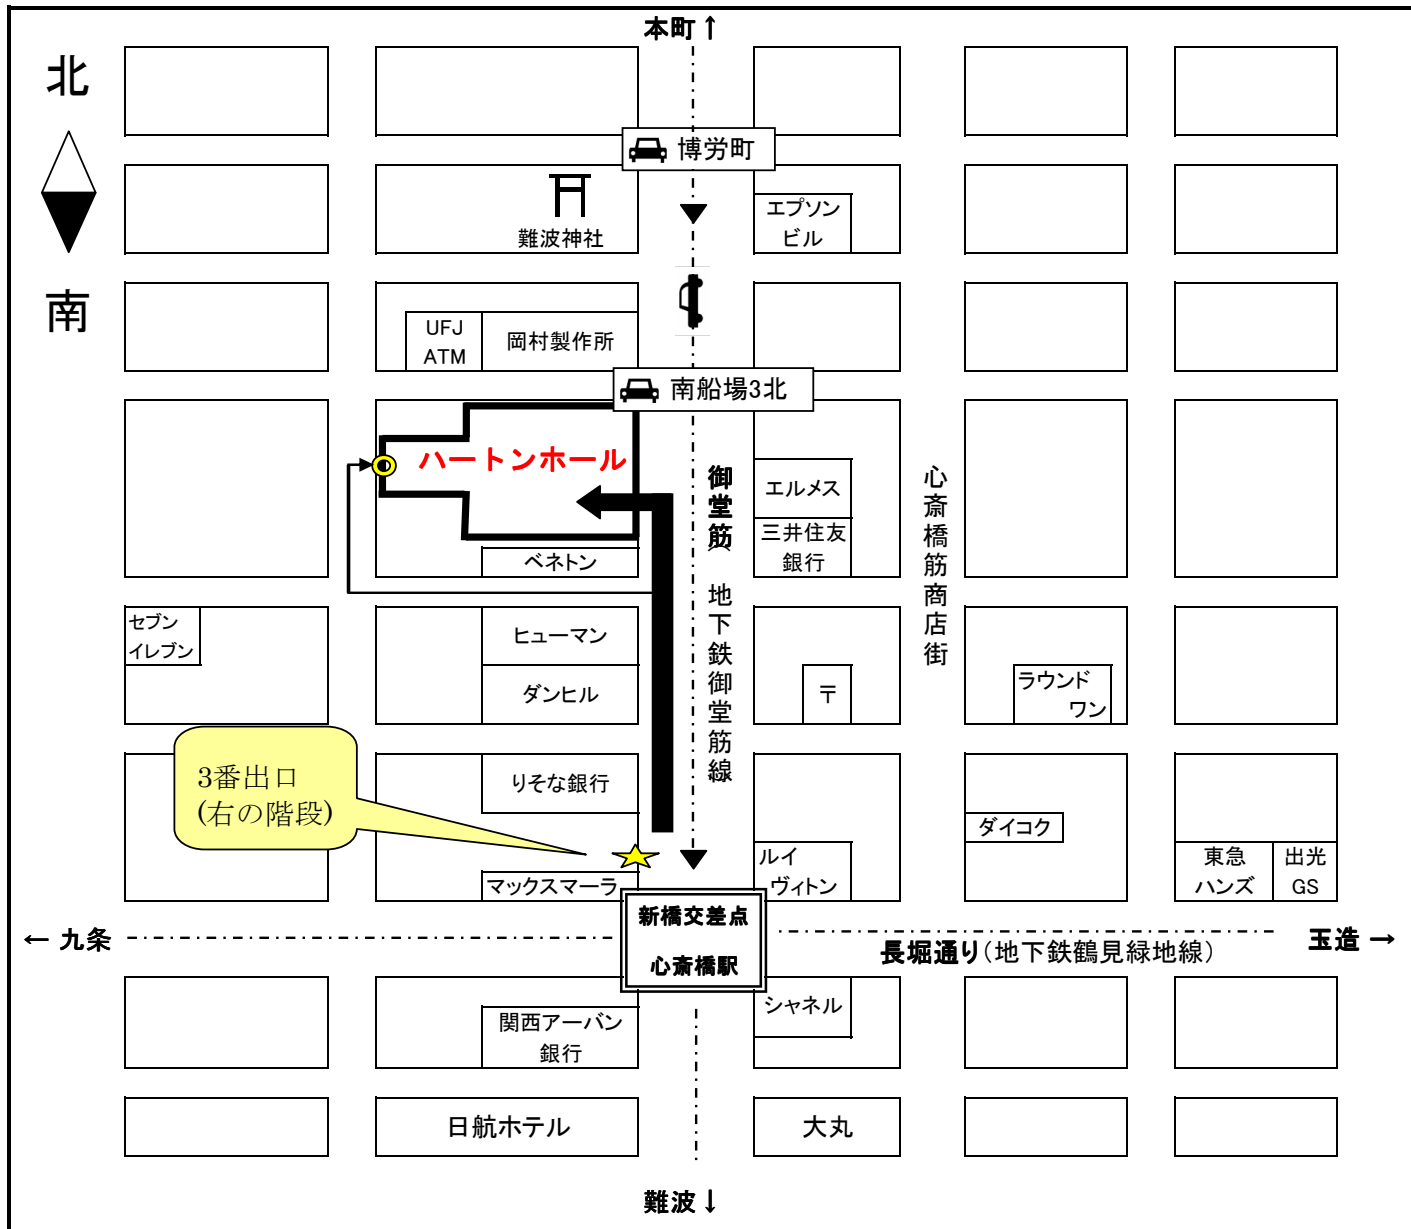 本町 ↑
北
南
博労町
難波神社
エプソン
ビル
UFJ
ATM
岡村製作所
南船場3北
ハートンホール
ベネトン
御堂筋（地下鉄御堂筋線
エルメス
三井住友
銀行
心斎橋筋商店街
セブン
イレブン
ヒューマン
ダンヒル
〒
ラウンド
ワン
3番出口
(右の階段)
りそな銀行
マックスマーラ
ルイ
ヴィトン
ダイコク
東急
ハンズ
出光
GS
新橋交差点
心斎橋駅
← 九条
長堀通り（地下鉄鶴見緑地線）
玉造 →
関西アーバン
銀行
シャネル
日航ホテル
大丸
難波 ↓